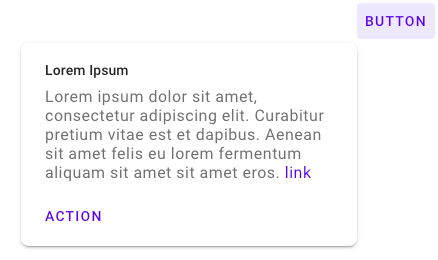 BUTTON
Lorem Ipsum
Lorem ipsum dolor sit amet,
consectetur adipiscing elit. Curabitur
pretium vitae est et dapibus. Aenean
sit amet felis eu lorem fermentum
aliquam sit amet sit amet eros. link
ACTION